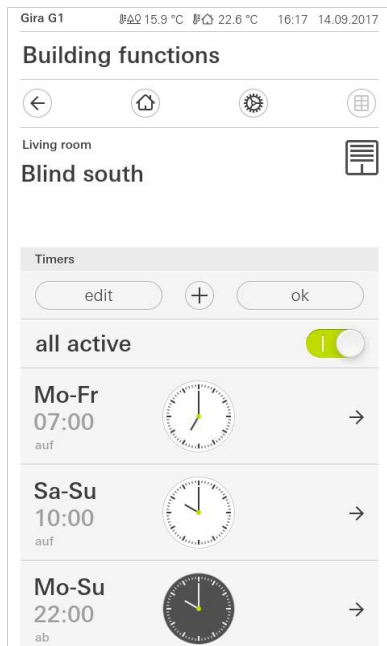 Gira G1 15.9 °C 22.6 °C 16:17 14.09.2017
Building functions
Living room
Blind south
Timers
edit + ok
all active
Mo-Fr
07:00
auf
Sa-Su
10:00
auf
Mo-Su
22:00
ab